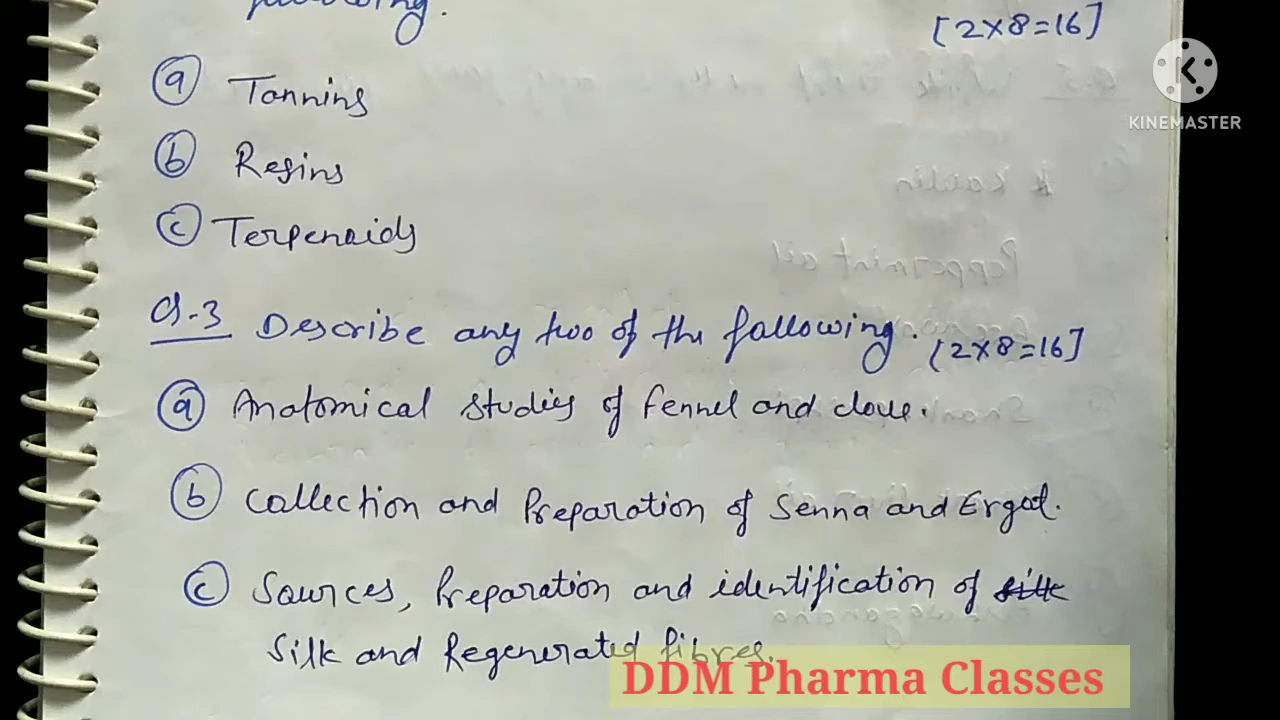 following.
[2×8=16]
KINEMASTER
(a) Tannins
(b) Resins
(c) Terpenoids
Q.3 Describe any two of the following. [2×8=16]
(a) Anatomical studies of fennel and clove.
(b) Collection and Preparation of Senna and Ergot.
(c) Sources, Preparation and identification of silk
Silk and Regenerated fibres.
DDM Pharma Classes